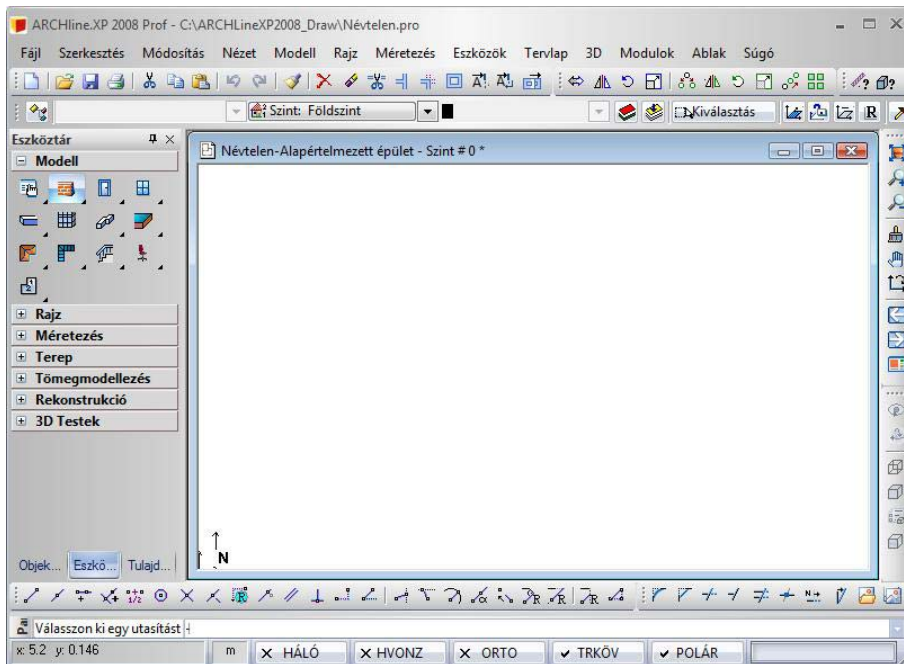 ARCHline.XP 2008 Prof - C:\ARCHLineXP2008_Draw\Névtelen.pro
Fájl Szerkesztés Módosítás Nézet Modell Rajz Méretezés Eszközök Tervlap 3D Modulok Ablak Súgó
Szint: Földszint Kiválasztás R
Eszköztár
Névtelen-Alapértelmezett épület - Szint # 0 *
Modell
Rajz
Méretezés
Terep
Tömegmodellezés
Rekonstrukció
3D Testek
N
Objek... Eszkö... Tulajd...
Válasszon ki egy utasítást
x: 5.2 y: 0.146 m HÁLÓ HVONZ ORTO TRKÖV POLÁR